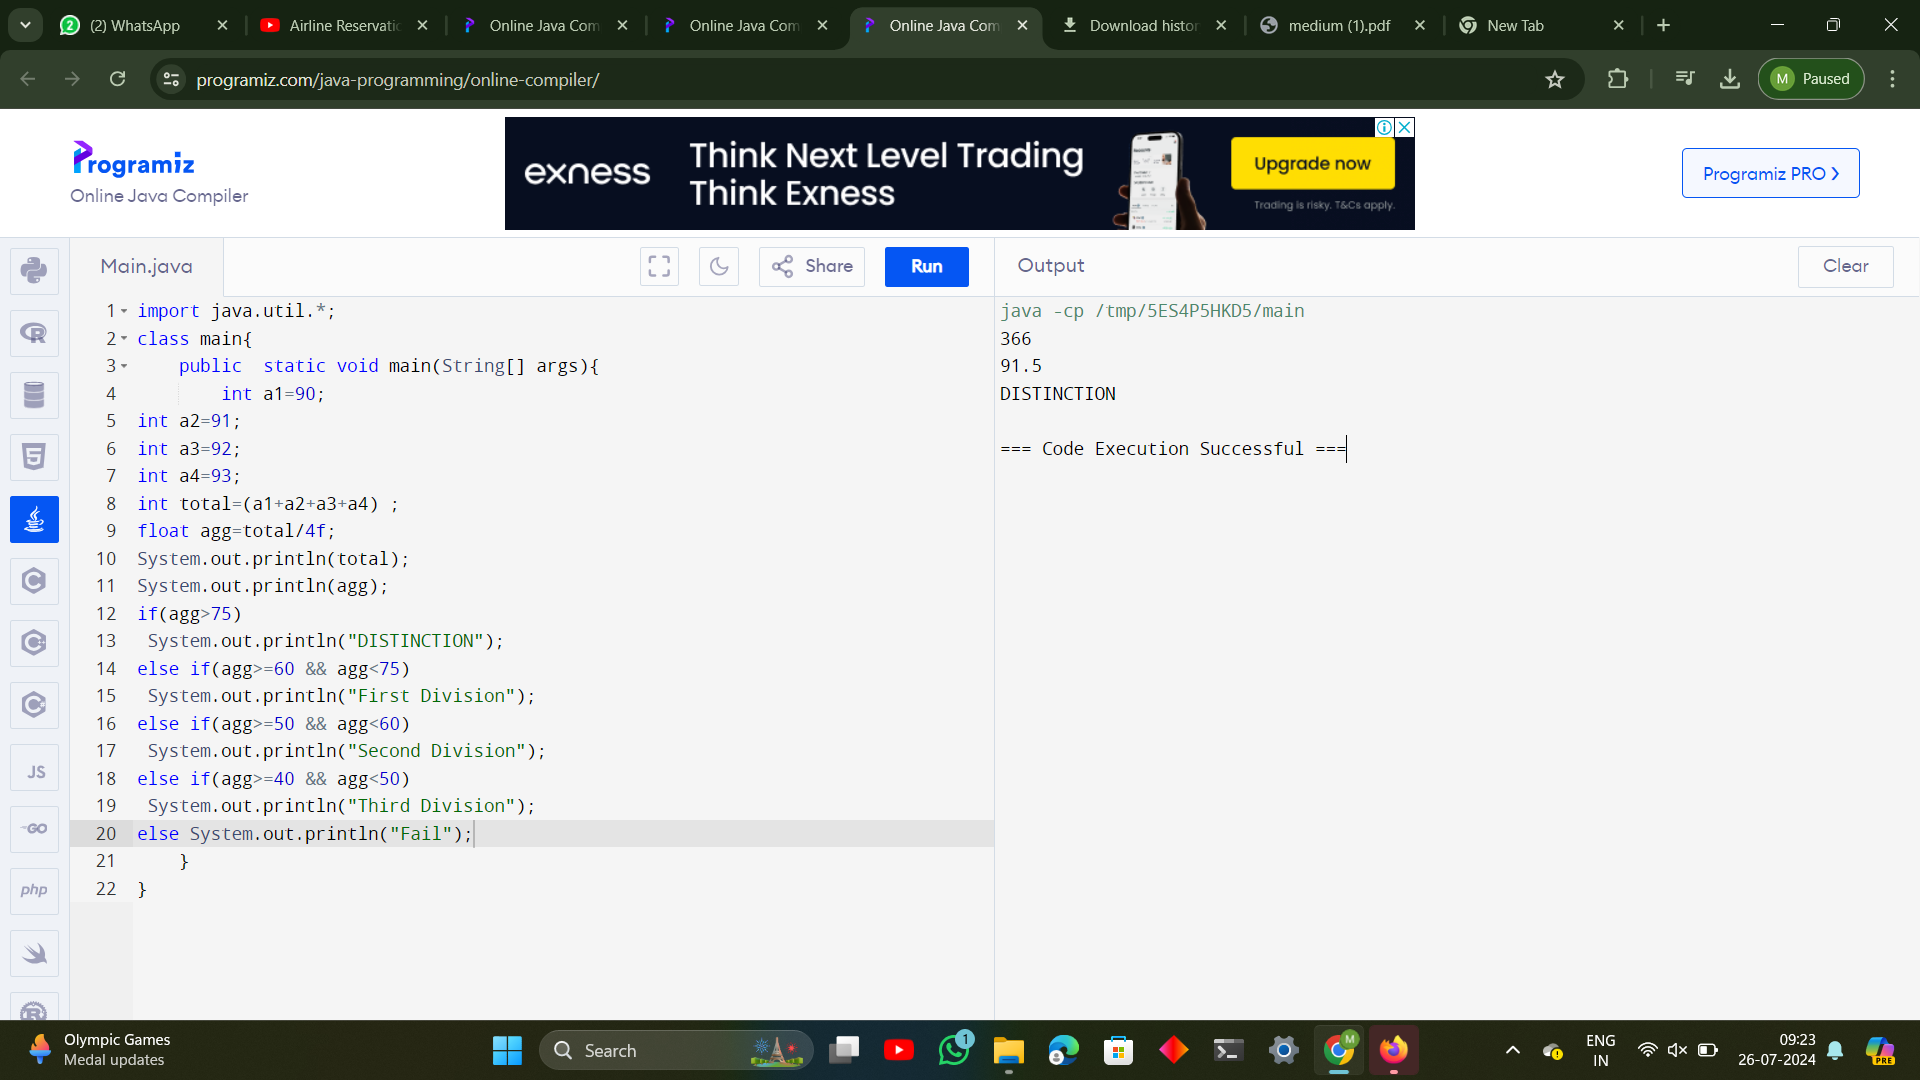 (2) WhatsApp
Airline Reservatic
Online Java Com
Online Java Com
Online Java Com
Download histor
medium (1).pdf
New Tab
programiz.com/java-programming/online-compiler/
M Paused
Programiz
Online Java Compiler
exness
Think Next Level Trading
Think Exness
Upgrade now
Trading is risky. T&Cs apply.
Programiz PRO
Main.java
Share
Run
Output
Clear
1 import java.util.*;
2 class main{
3 public  static void main(String[] args){
4 int a1=90;
5 int a2=91;
6 int a3=92;
7 int a4=93;
8 int total=(a1+a2+a3+a4) ;
9 float agg=total/4f;
10 System.out.println(total);
11 System.out.println(agg);
12 if(agg>75)
13 System.out.println("DISTINCTION");
14 else if(agg>=60 && agg<75)
15 System.out.println("First Division");
16 else if(agg>=50 && agg<60)
17 System.out.println("Second Division");
18 else if(agg>=40 && agg<50)
19 System.out.println("Third Division");
20 else System.out.println("Fail");
21 }
22 }
java -cp /tmp/5ES4P5HKD5/main
366
91.5
DISTINCTION
=== Code Execution Successful ===
R
5
C
C
C
JS
GO
php
R
Olympic Games
Medal updates
Search
1
M
ENG
IN
09:23
26-07-2024
PRE